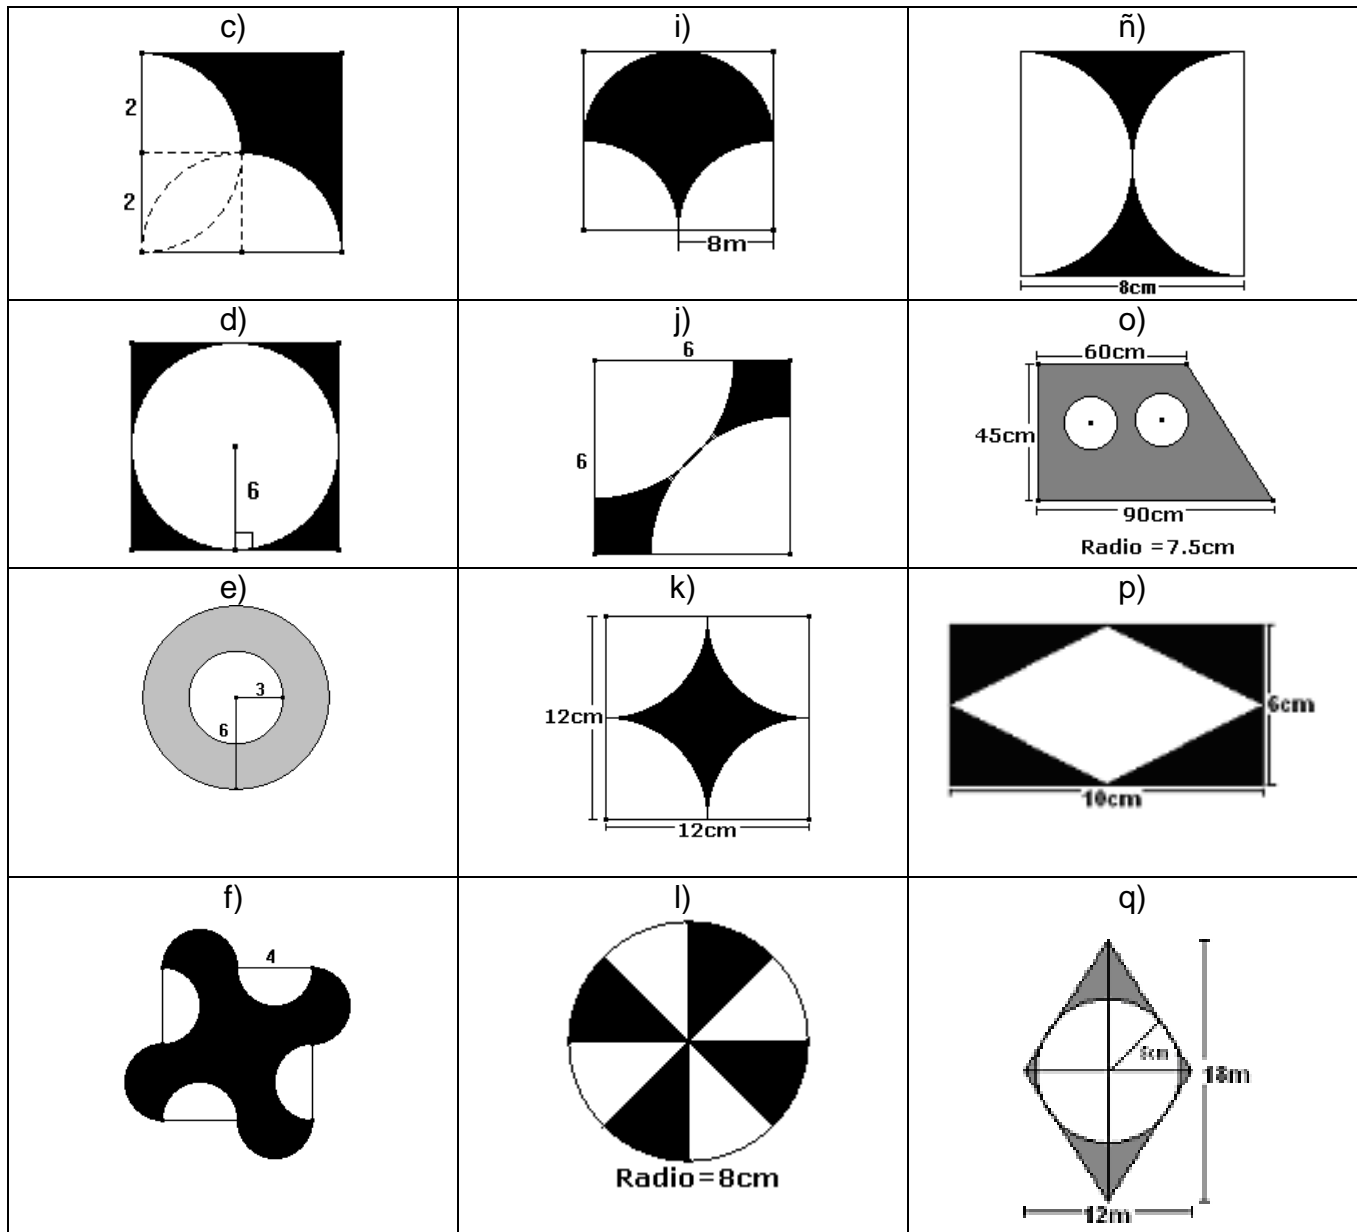 c)
2
2
i)
8m
ñ)
8cm
d)
6
j)
6
6
o)
60cm
45cm
90cm
Radio =7.5cm
e)
3
6
k)
12cm
12cm
p)
6cm
10cm
f)
4
l)
Radio=8cm
q)
18m
12m